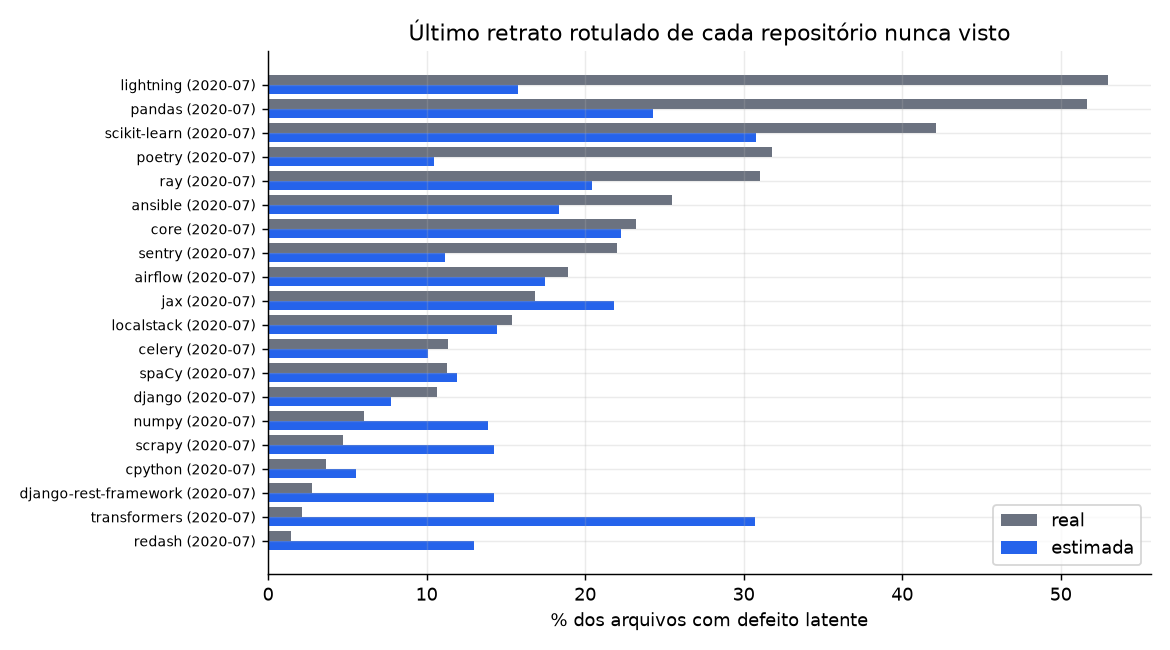 Último retrato rotulado de cada repositório nunca visto
lightning (2020-07)
pandas (2020-07)
scikit-learn (2020-07)
poetry (2020-07)
ray (2020-07)
ansible (2020-07)
core (2020-07)
sentry (2020-07)
airflow (2020-07)
jax (2020-07)
localstack (2020-07)
celery (2020-07)
spaCy (2020-07)
django (2020-07)
numpy (2020-07)
scrapy (2020-07)
cpython (2020-07)
django-rest-framework (2020-07)
transformers (2020-07)
redash (2020-07)
real
estimada
0 10 20 30 40 50
% dos arquivos com defeito latente